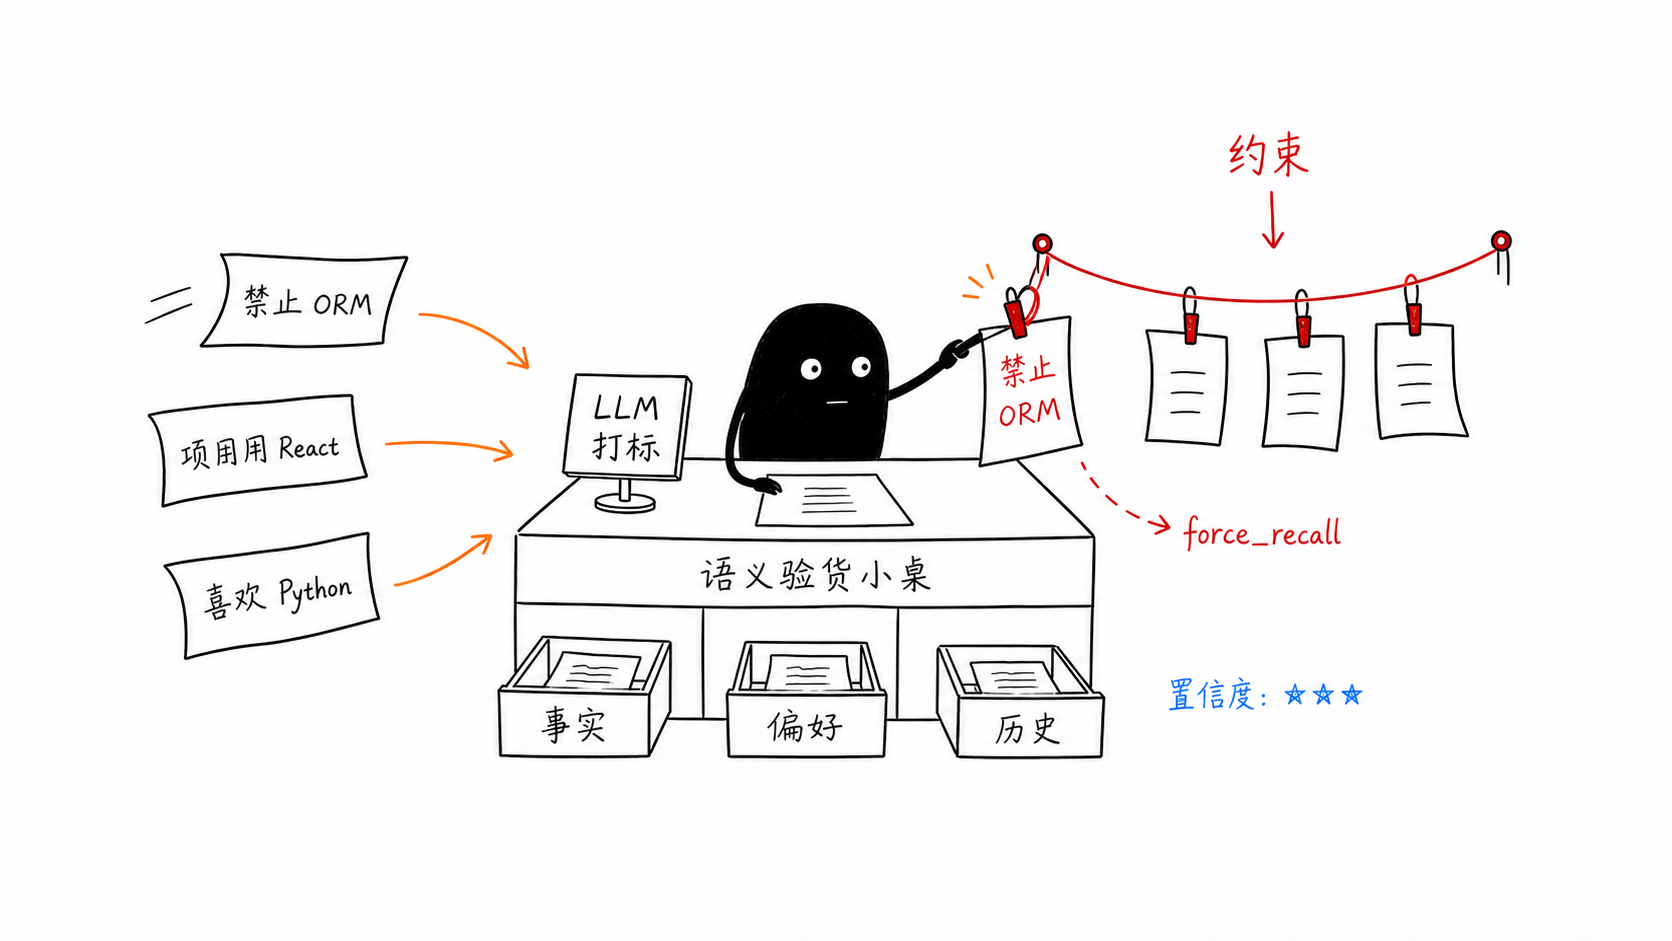 约束
禁止 ORM
项用用 React
喜欢 Python
LLM
打标
禁止
ORM
force_recall
语义验货小桌
事实
偏好
历史
置信度：☆☆☆